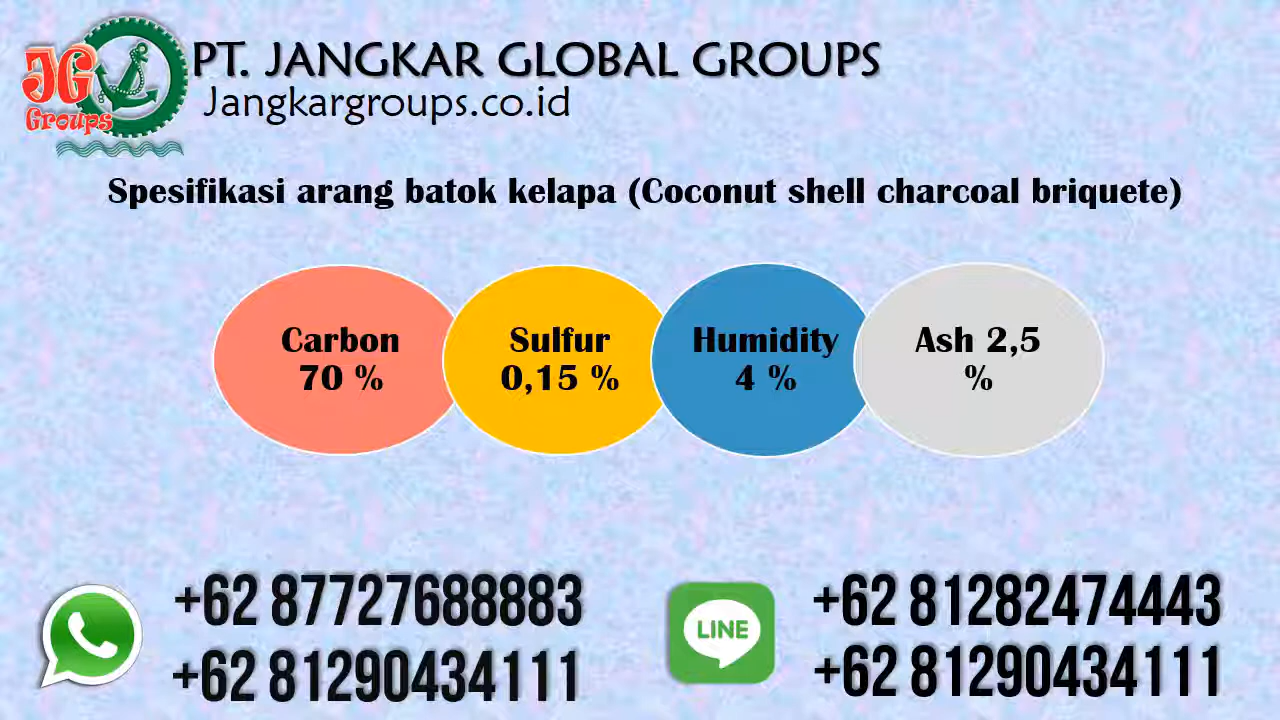 JG
Groups
PT. JANGKAR GLOBAL GROUPS
Jangkargroups.co.id
Spesifikasi arang batok kelapa (Coconut shell charcoal briquete)
Carbon
70 %
Sulfur
0,15 %
Humidity
4 %
Ash 2,5
%
+62 87727688883
+62 81290434111
LINE
+62 81282474443
+62 81290434111